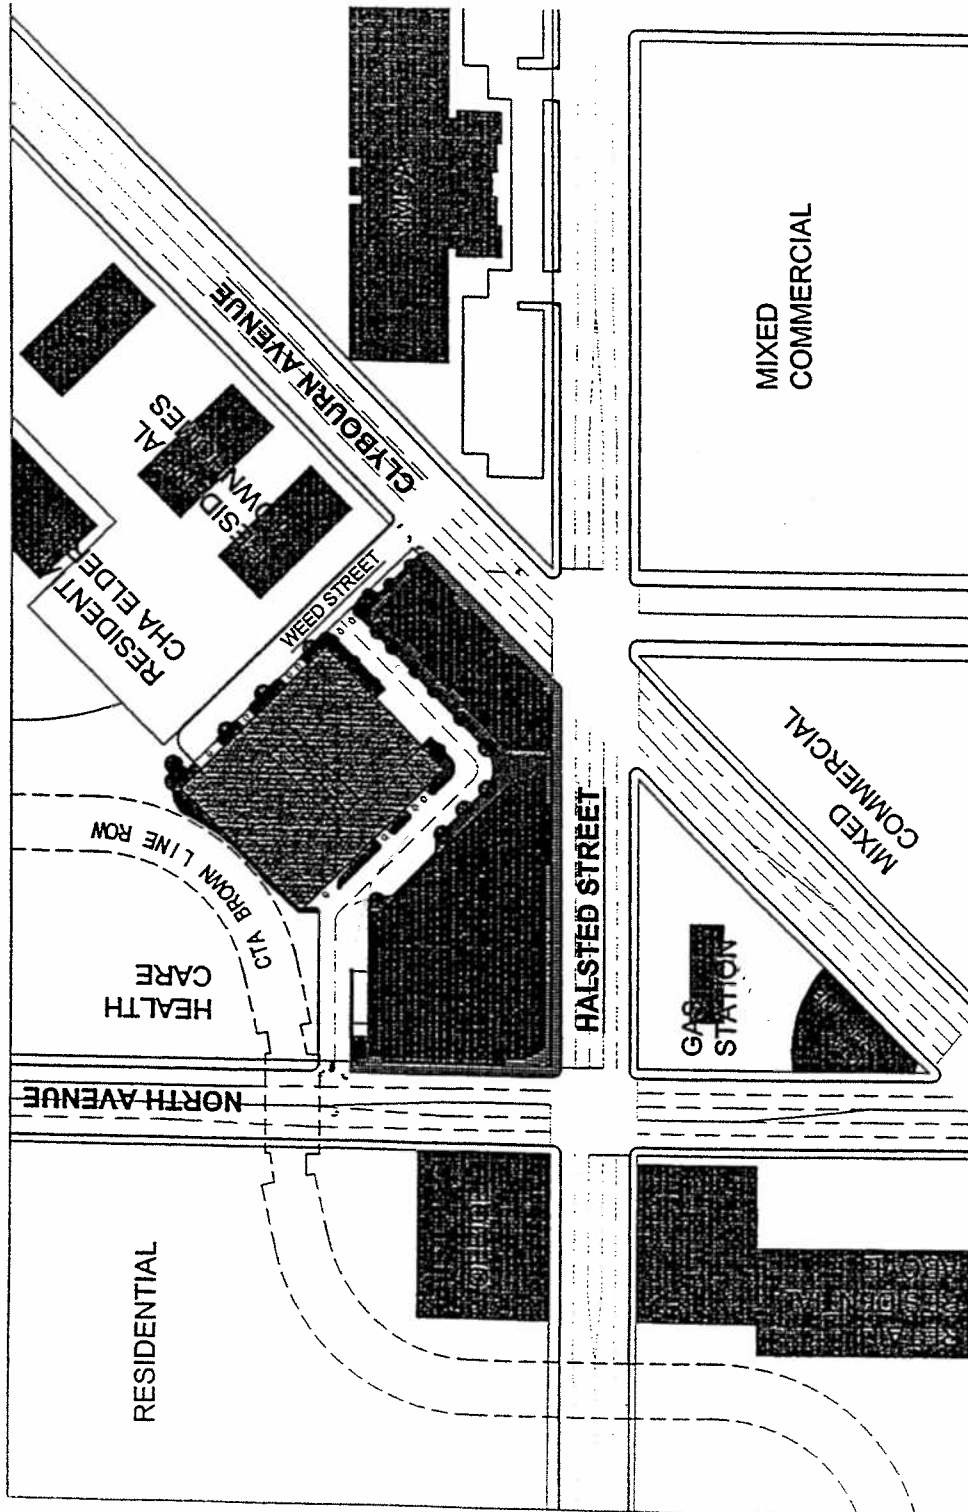 CLYBOURN AVENUE
MIXED
COMMERCIAL
RESIDENT
CHA ELDE
WEED STREET
CTA BROWN LINE ROW
HEALTH
CARE
HALSTED STREET
MIXED
COMMERCIAL
GAS
STATION
NORTH AVENUE
RESIDENTIAL